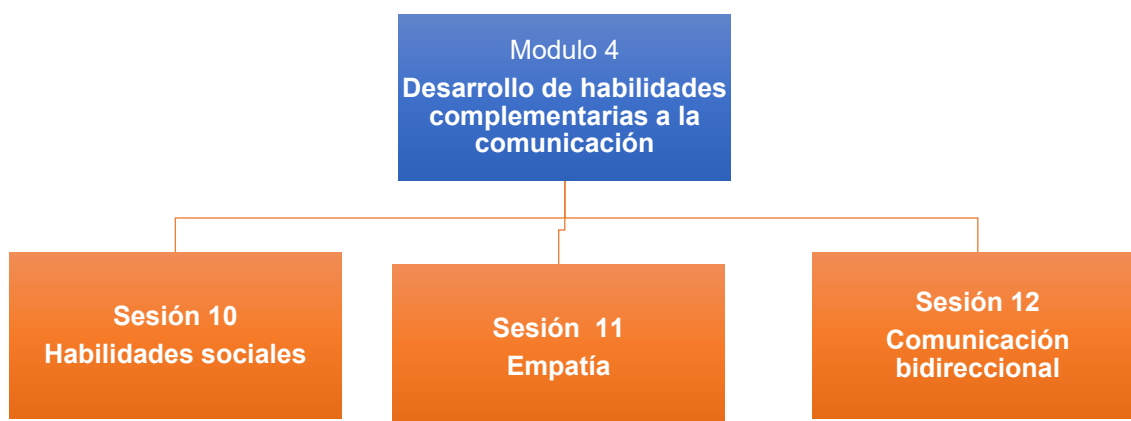 Modulo 4
Desarrollo de habilidades
complementarias a la
comunicación
Sesión 10
Habilidades sociales
Sesión 11
Empatía
Sesión 12
Comunicación
bidireccional